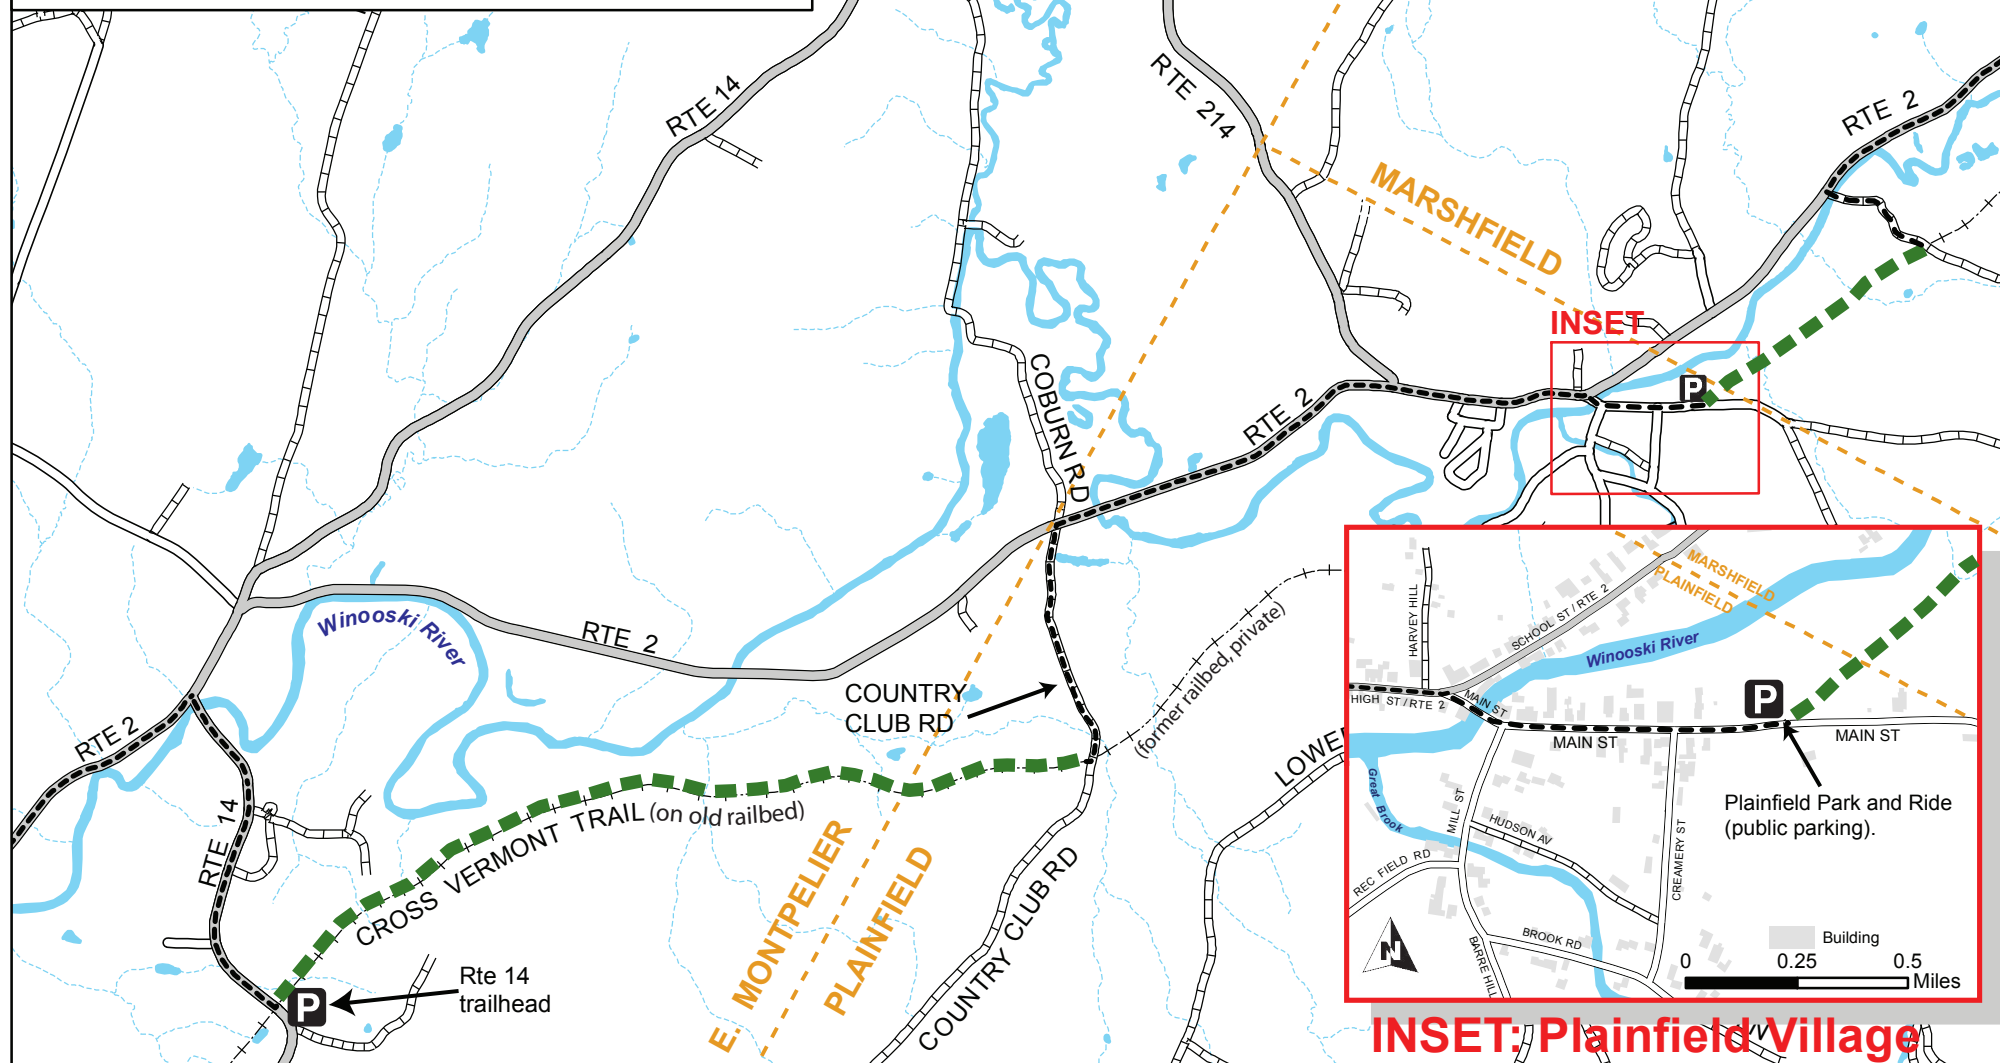 RTE 14
RTE 214
RTE 2
MARSHFIELD
INSET
P
COBURN RD
RTE 2
Winooski River
RTE 2
COUNTRY
CLUB RD
(former railbed, private)
RTE 2
RTE 14
CROSS VERMONT TRAIL (on old railbed)
E. MONTPELIER
PLAINFIELD
COUNTRY CLUB RD
LOWER
P
Rte 14
trailhead
MARSHFIELD
PLAINFIELD
HARVEY HILL
SCHOOL ST / RTE 2
Winooski River
HIGH ST / RTE 2
MAIN ST
P
MAIN ST
MAIN ST
Great Brook
MILL ST
HUDSON AV
CREAMERY ST
REC FIELD RD
BROOK RD
BARRE HILL
Plainfield Park and Ride
(public parking).
N
Building
0 0.25 0.5
Miles
INSET: Plainfield Village